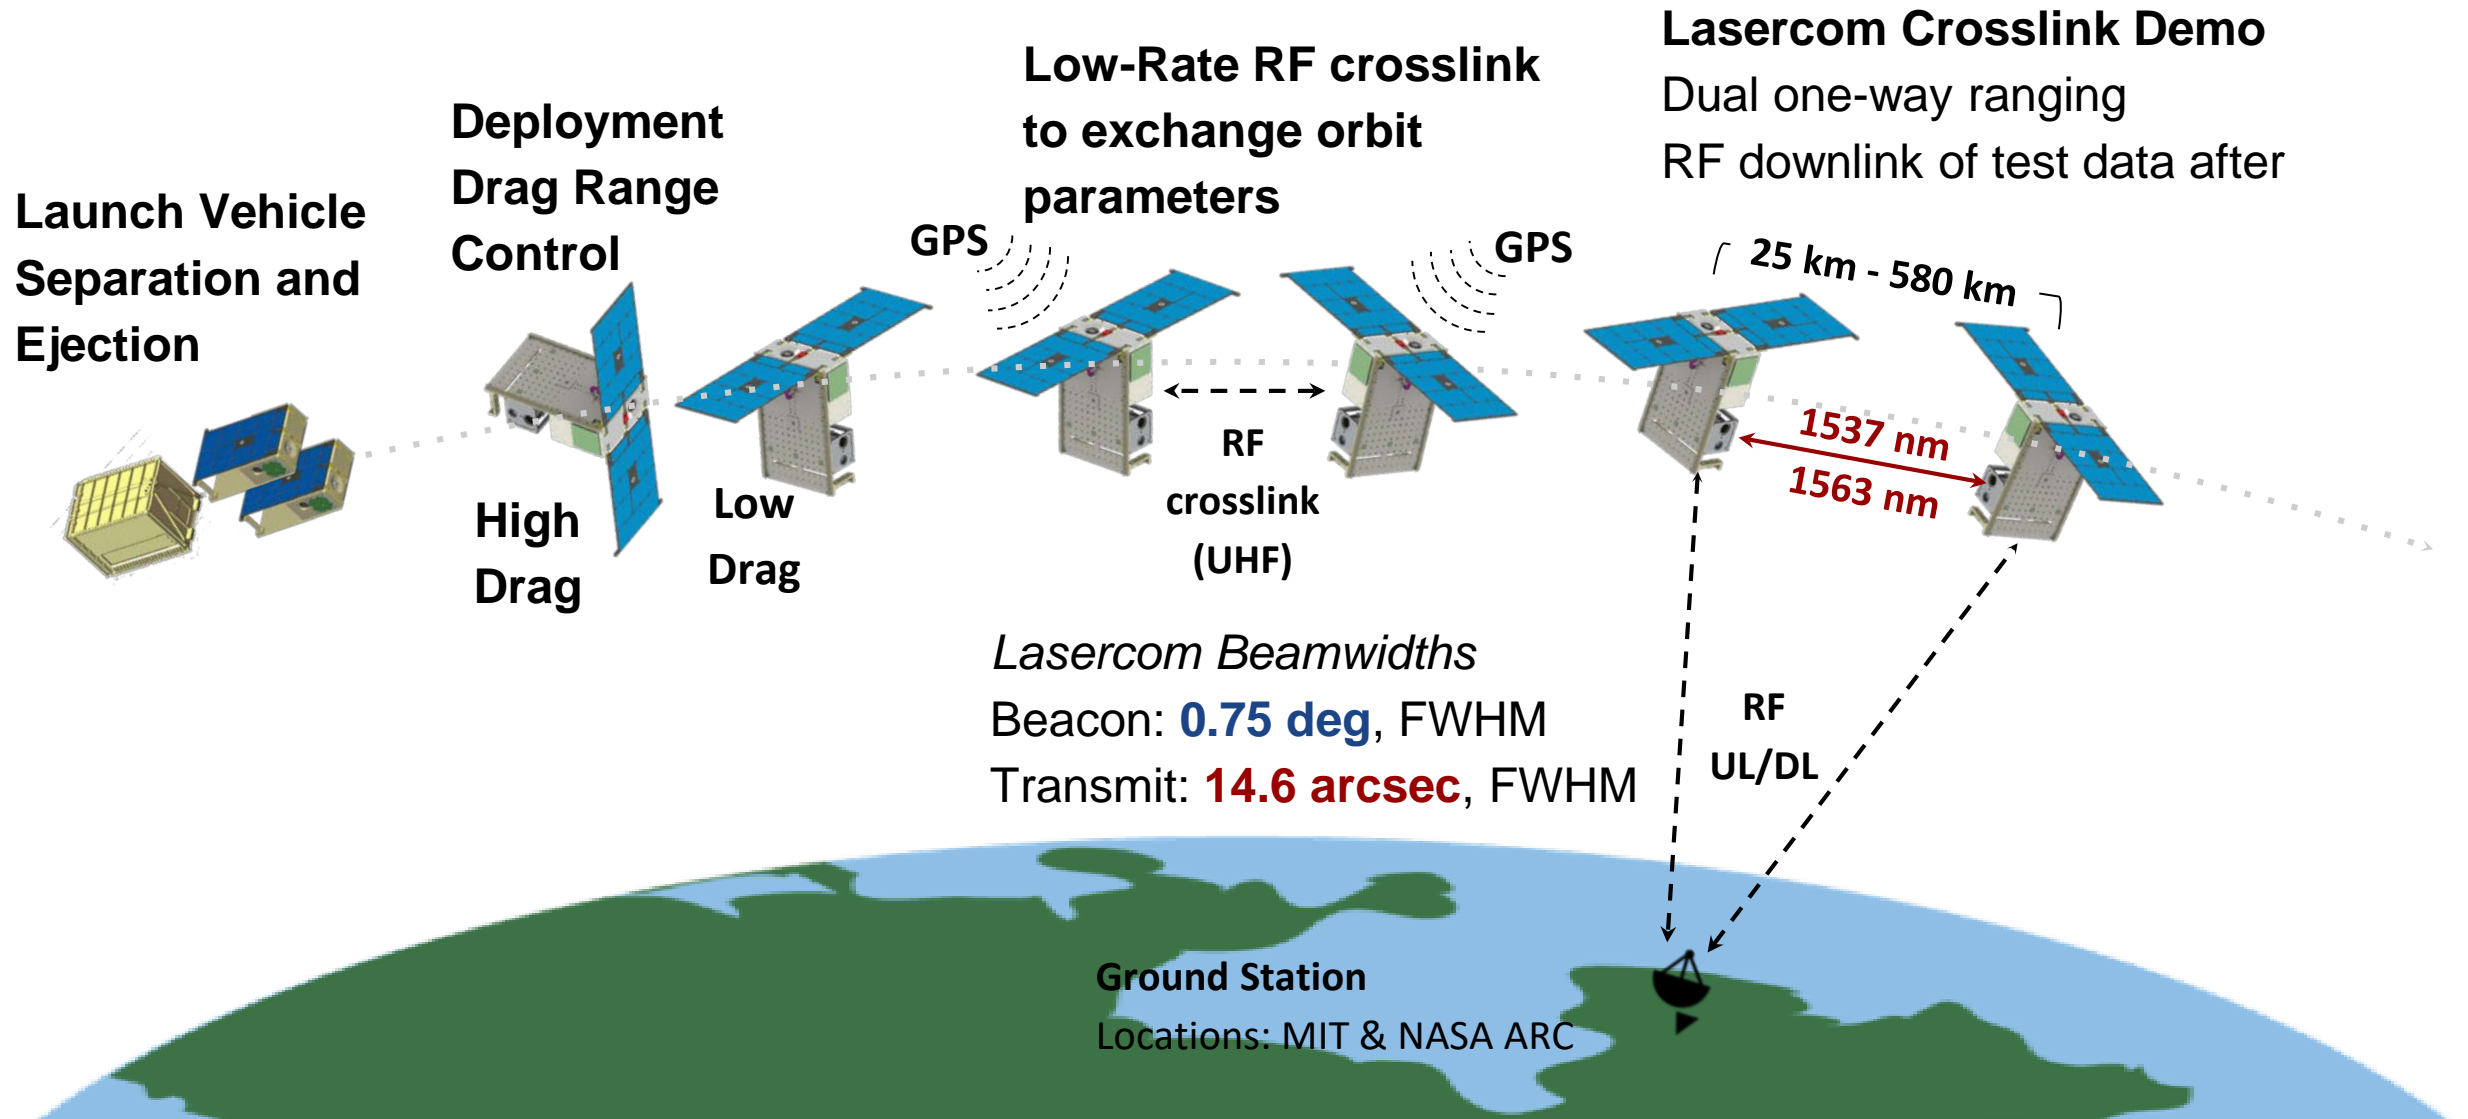 Launch Vehicle
Separation and
Ejection
Deployment
Drag Range
Control
High
Drag
Low
Drag
Low-Rate RF crosslink
to exchange orbit
parameters
GPS
GPS
RF
crosslink
(UHF)
Lasercom Crosslink Demo
Dual one-way ranging
RF downlink of test data after
25 km - 580 km
1537 nm
1563 nm
Lasercom Beamwidths
Beacon: 0.75 deg, FWHM
Transmit: 14.6 arcsec, FWHM
RF
UL/DL
Ground Station
Locations: MIT & NASA ARC